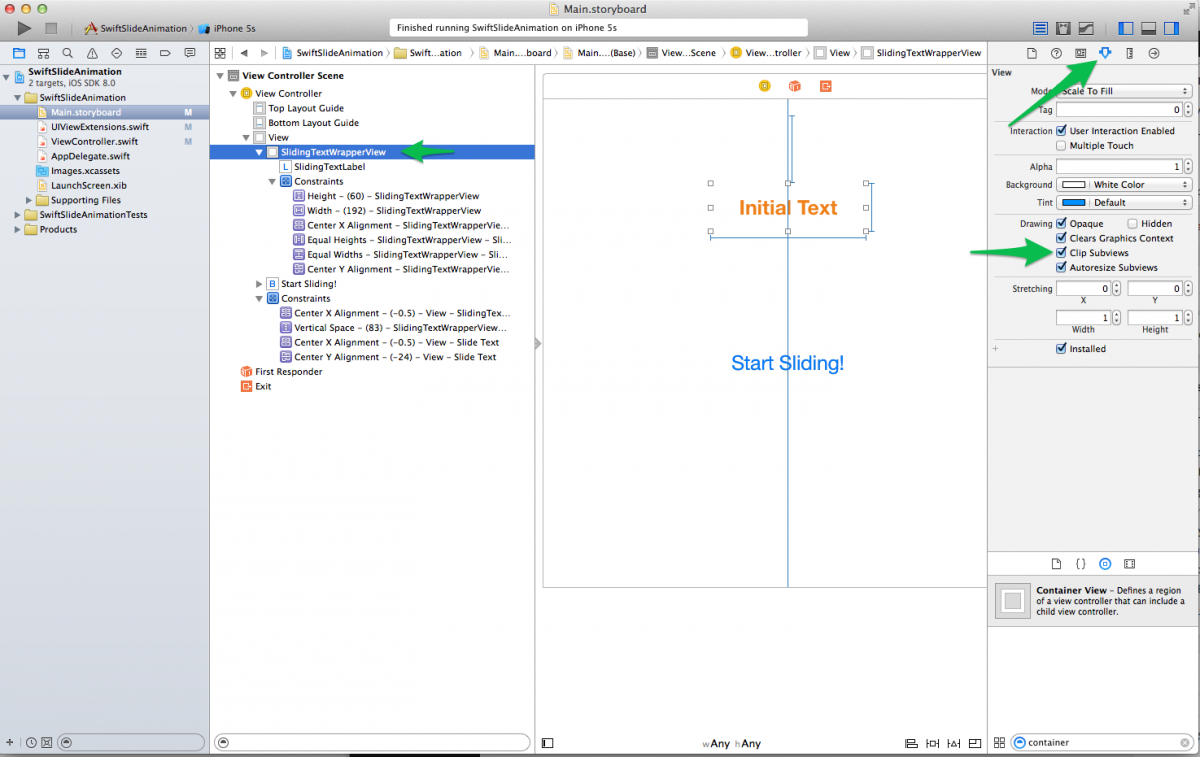 Main.storyboard
SwiftSlideAnimation
iPhone 5s
Finished running SwiftSlideAnimation on iPhone 5s
SwiftSlideAnimation
Swift...ation
Main....board
Main....(Base)
View...Scene
View...troller
View
SlidingTextWrapperView
SwiftSlideAnimation
2 targets, iOS SDK 8.0
SwiftSlideAnimation
Main.storyboard M
UIViewExtensions.swift M
ViewController.swift M
AppDelegate.swift
Images.xcassets
LaunchScreen.xib
Supporting Files
SwiftSlideAnimationTests
Products
View Controller Scene
View Controller
Top Layout Guide
Bottom Layout Guide
View
SlidingTextWrapperView
L SlidingTextLabel
Constraints
Height - (60) - SlidingTextWrapperView
Width - (192) - SlidingTextWrapperView
Center X Alignment - SlidingTextWrapperVie...
Equal Heights - SlidingTextWrapperView - Sli...
Equal Widths - SlidingTextWrapperView - Sli...
Center Y Alignment - SlidingTextWrapperVie...
B Start Sliding!
Constraints
Center X Alignment - (-0.5) - View - SlidingTex...
Vertical Space - (83) - SlidingTextWrapperView...
Center X Alignment - (-0.5) - View - Slide Text
Center Y Alignment - (-24) - View - Slide Text
First Responder
Exit
Initial Text
Start Sliding!
wAny hAny
View
Mode Scale To Fill
Tag 0
Interaction User Interaction Enabled
Multiple Touch
Alpha 1
Background White Color
Tint Default
Drawing Opaque Hidden
Clears Graphics Context
Clip Subviews
Autoresize Subviews
Stretching 0 0
X Y
1 1
Width Height
+ Installed
{}
Container View - Defines a region
of a view controller that can include a
child view controller.
container